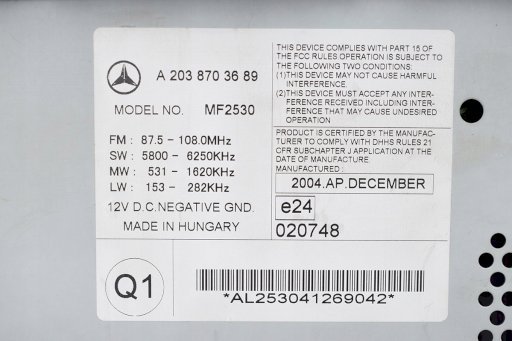 A 203 870 36 89
MODEL NO. MF2530
FM : 87.5 - 108.0MHz
SW : 5800 - 6250KHz
MW : 531 - 1620KHz
LW : 153 - 282KHz
12V D.C.NEGATIVE GND.
MADE IN HUNGARY
THIS DEVICE COMPLIES WITH PART 15 OF
THE FCC RULES OPERATION IS SUBJECT TO
THE FOLLOWING TWO CONDITIONS:
(1)THIS DEVICE MAY NOT CAUSE HARMFUL
INTERFERENCE.
(2)THIS DEVICE MUST ACCEPT ANY INTER-
FERENCE RECEIVED INCLUDING INTER-
FERENCE THAT MAY CAUSE UNDESIRED
OPERATION
PRODUCT IS CERTIFIED BY THE MANUFAC-
TURER TO COMPLY WITH DHHS RULES 21
CFR SUBCHAPTER J APPLICATION AT THE
DATE OF MANUFACTURE.
MANUFACTURED :
2004.AP.DECEMBER
e24
020748
Q1
*AL253041269042*